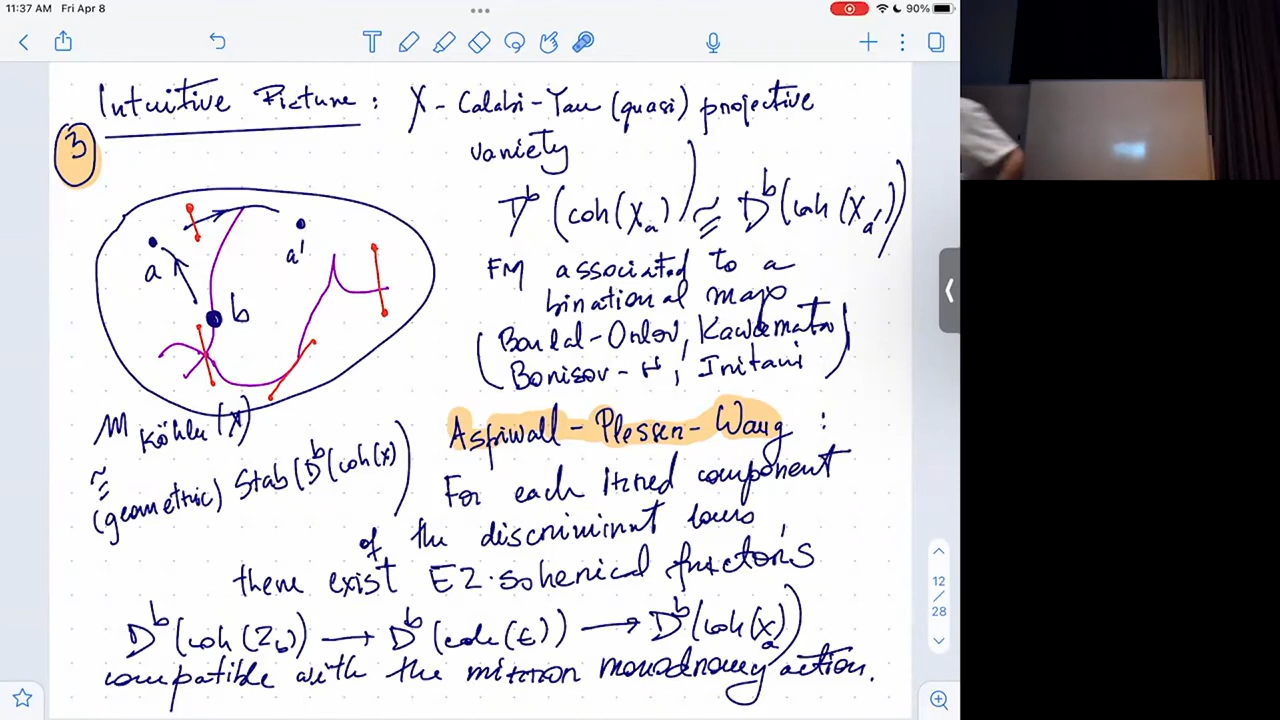 11:37 AM Fri Apr 8
90%
Intuitive Picture : X - Calabi-Yau (quasi) projective
variety
3
D^b (coh(X_a)) ≅ D^b (coh(X_a'))
a
a'
b
FM associated to a
birational maps
(Bondal-Orlov, Kawamata,
Borisov-H, Iritani)
M Kähler (X)
≅
(geometric) Stab(D^b(coh(X)))
Aspinwall-Plesser-Wang :
For each irred component
of the discriminant locus,
there exist EZ-spherical functors
D^b (coh(Z_b)) → D^b (coh(E)) → D^b (coh(X_a))
compatible with the mirror monodromy action.
12
/
28